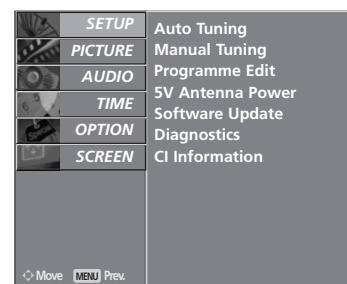 SETUP
PICTURE
AUDIO
TIME
OPTION
SCREEN
Auto Tuning
Manual Tuning
Programme Edit
5V Antenna Power
Software Update
Diagnostics
CI Information
Move MENU Prev.